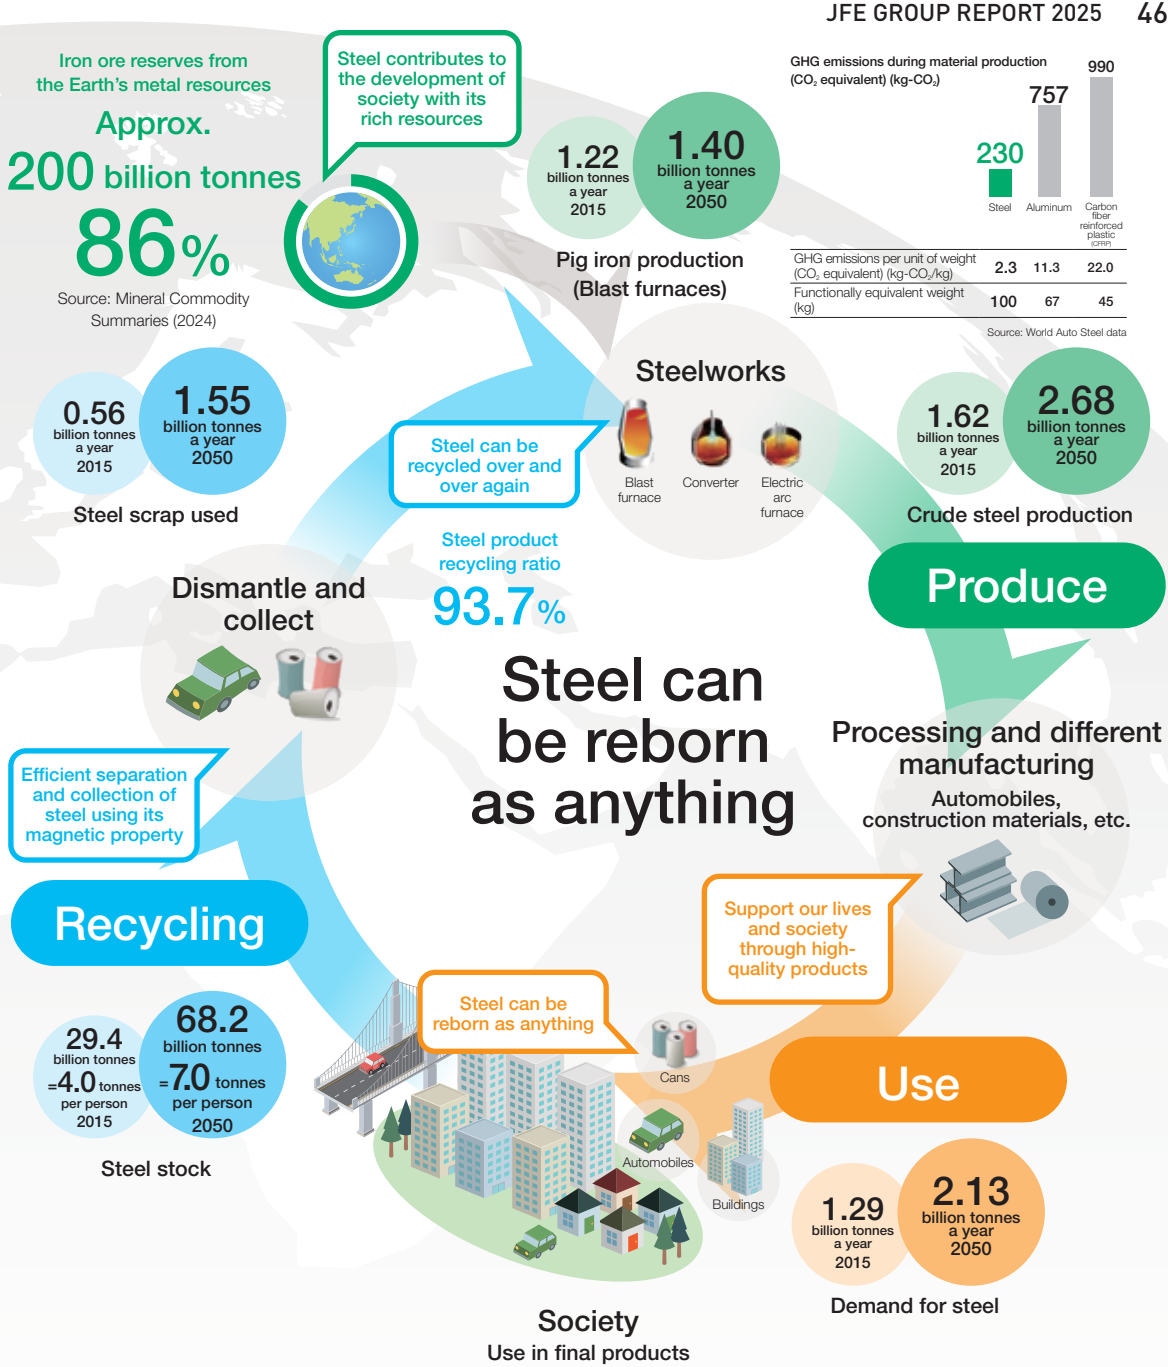 JFE GROUP REPORT 2025 46
Iron ore reserves from
the Earth's metal resources
Approx.
200 billion tonnes
86%
Source: Mineral Commodity
Summaries (2024)
Steel contributes to
the development of
society with its
rich resources
1.22
billion tonnes
a year
2015
1.40
billion tonnes
a year
2050
Pig iron production
(Blast furnaces)
GHG emissions during material production
(CO₂ equivalent) (kg-CO₂)
230
757
990
Steel
Aluminum
Carbon
fiber
reinforced
plastic
(CFRP)
GHG emissions per unit of weight
(CO₂ equivalent) (kg-CO₂/kg)
2.3 11.3 22.0
Functionally equivalent weight
(kg)
100 67 45
Source: World Auto Steel data
0.56
billion tonnes
a year
2015
1.55
billion tonnes
a year
2050
Steel scrap used
Steel can be
recycled over and
over again
Steel product
recycling ratio
93.7%
Steelworks
Blast
furnace
Converter
Electric
arc
furnace
1.62
billion tonnes
a year
2015
2.68
billion tonnes
a year
2050
Crude steel production
Produce
Dismantle and
collect
Steel can
be reborn
as anything
Processing and different
manufacturing
Automobiles,
construction materials, etc.
Efficient separation
and collection of
steel using its
magnetic property
Recycling
Support our lives
and society
through high-
quality products
Steel can be
reborn as anything
29.4
billion tonnes
=4.0 tonnes
per person
2015
68.2
billion tonnes
=7.0 tonnes
per person
2050
Steel stock
Cans
Automobiles
Buildings
Use
1.29
billion tonnes
a year
2015
2.13
billion tonnes
a year
2050
Demand for steel
Society
Use in final products